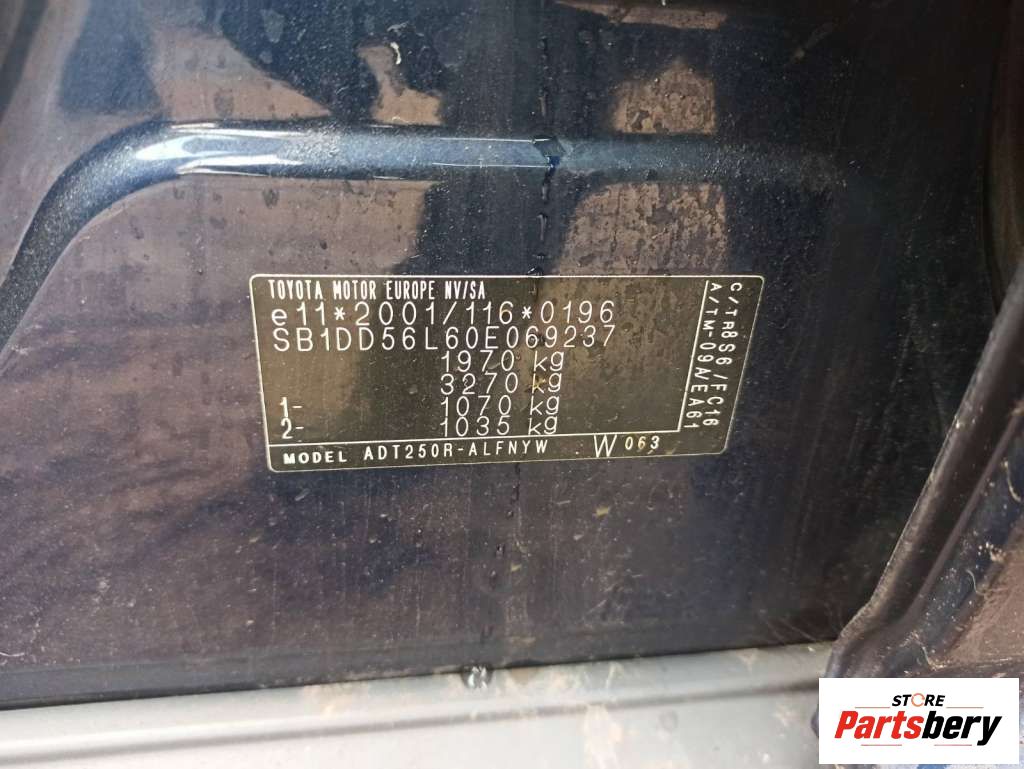 TOYOTA MOTOR EUROPE NV/SA
e11*2001/116*0196
SB1DD56L60E069237
1970 kg
3270 kg
1- 1070 kg
2- 1035 kg
MODEL ADT250R-ALFNYW W 063
C/TR8S6 /FC16
A/TM-09A/EA61
STORE
Partsbery